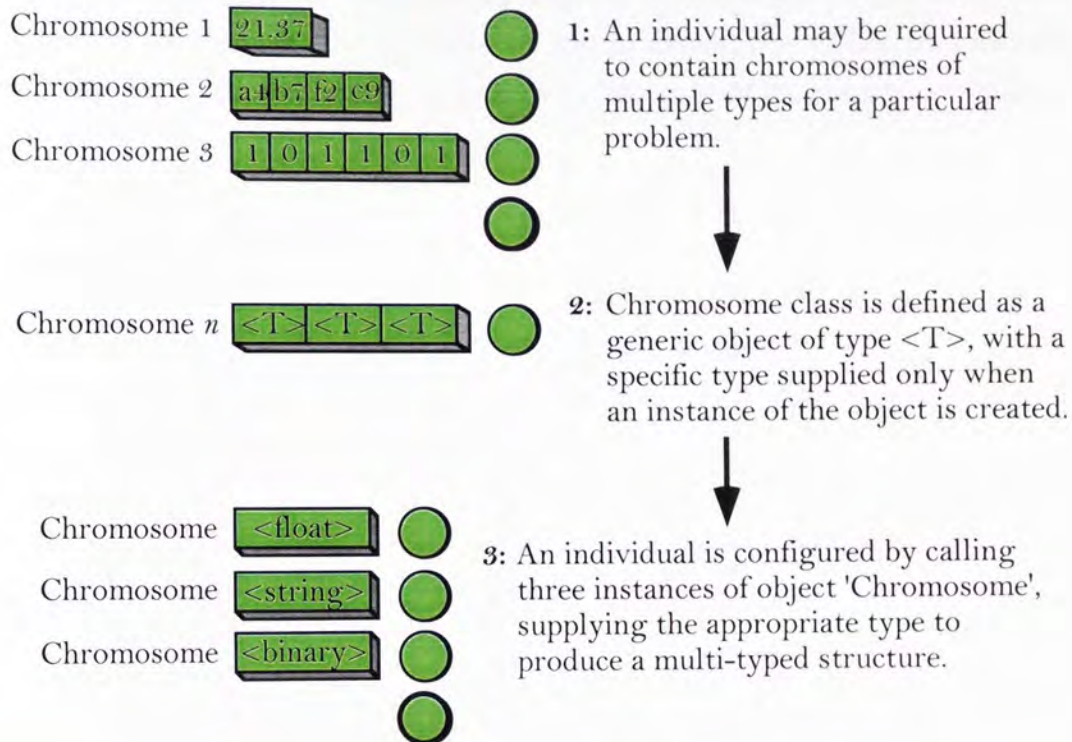 Chromosome 1 21.37
Chromosome 2 a4 b7 f2 c9
Chromosome 3 1 0 1 1 0 1
1: An individual may be required
to contain chromosomes of
multiple types for a particular
problem.
Chromosome n <T> <T> <T>
2: Chromosome class is defined as a
generic object of type <T>, with a
specific type supplied only when
an instance of the object is created.
Chromosome <float>
Chromosome <string>
Chromosome <binary>
3: An individual is configured by calling
three instances of object 'Chromosome',
supplying the appropriate type to
produce a multi-typed structure.